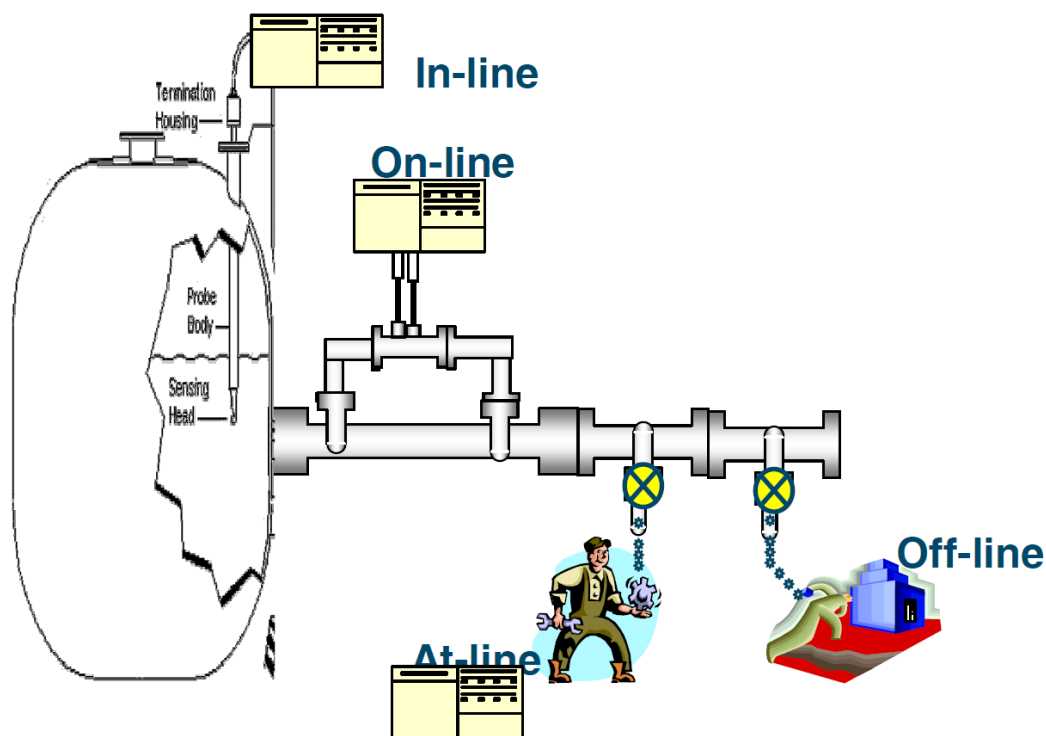 In-line
Termination
Housing
On-line
Probe
Body
Sensing
Head
Off-line
At-line